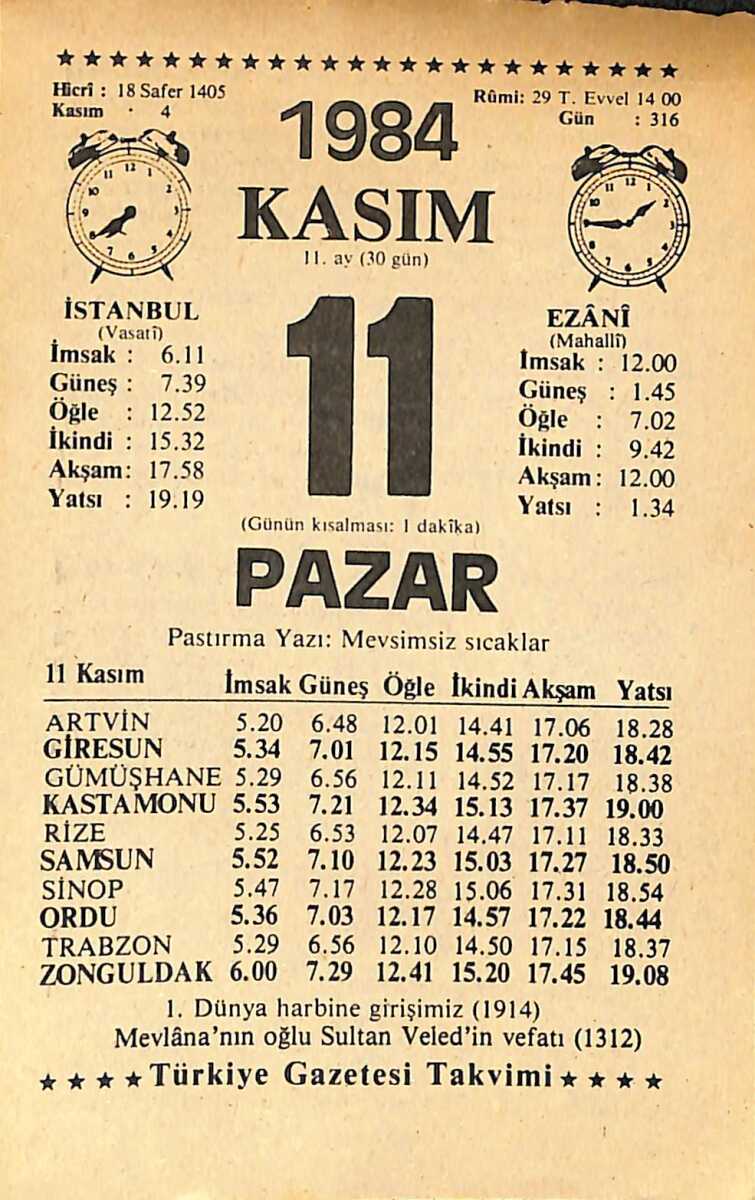 Hicrî : 18 Safer 1405
Kasım · 4
1984
Rûmi: 29 T. Evvel 14 00
Gün : 316
KASIM
11. ay (30 gün)
11
İSTANBUL
(Vasatî)
İmsak : 6.11
Güneş : 7.39
Öğle : 12.52
İkindi : 15.32
Akşam: 17.58
Yatsı : 19.19
EZÂNÎ
(Mahallî)
İmsak : 12.00
Güneş : 1.45
Öğle : 7.02
İkindi : 9.42
Akşam: 12.00
Yatsı : 1.34
(Günün kısalması: 1 dakîka)
PAZAR
Pastırma Yazı: Mevsimsiz sıcaklar
11 Kasım İmsak Güneş Öğle İkindi Akşam Yatsı
ARTVİN 5.20 6.48 12.01 14.41 17.06 18.28
GİRESUN 5.34 7.01 12.15 14.55 17.20 18.42
GÜMÜŞHANE 5.29 6.56 12.11 14.52 17.17 18.38
KASTAMONU 5.53 7.21 12.34 15.13 17.37 19.00
RİZE 5.25 6.53 12.07 14.47 17.11 18.33
SAMSUN 5.52 7.10 12.23 15.03 17.27 18.50
SİNOP 5.47 7.17 12.28 15.06 17.31 18.54
ORDU 5.36 7.03 12.17 14.57 17.22 18.44
TRABZON 5.29 6.56 12.10 14.50 17.15 18.37
ZONGULDAK 6.00 7.29 12.41 15.20 17.45 19.08
1. Dünya harbine girişimiz (1914)
Mevlâna'nın oğlu Sultan Veled'in vefatı (1312)
Türkiye Gazetesi Takvimi